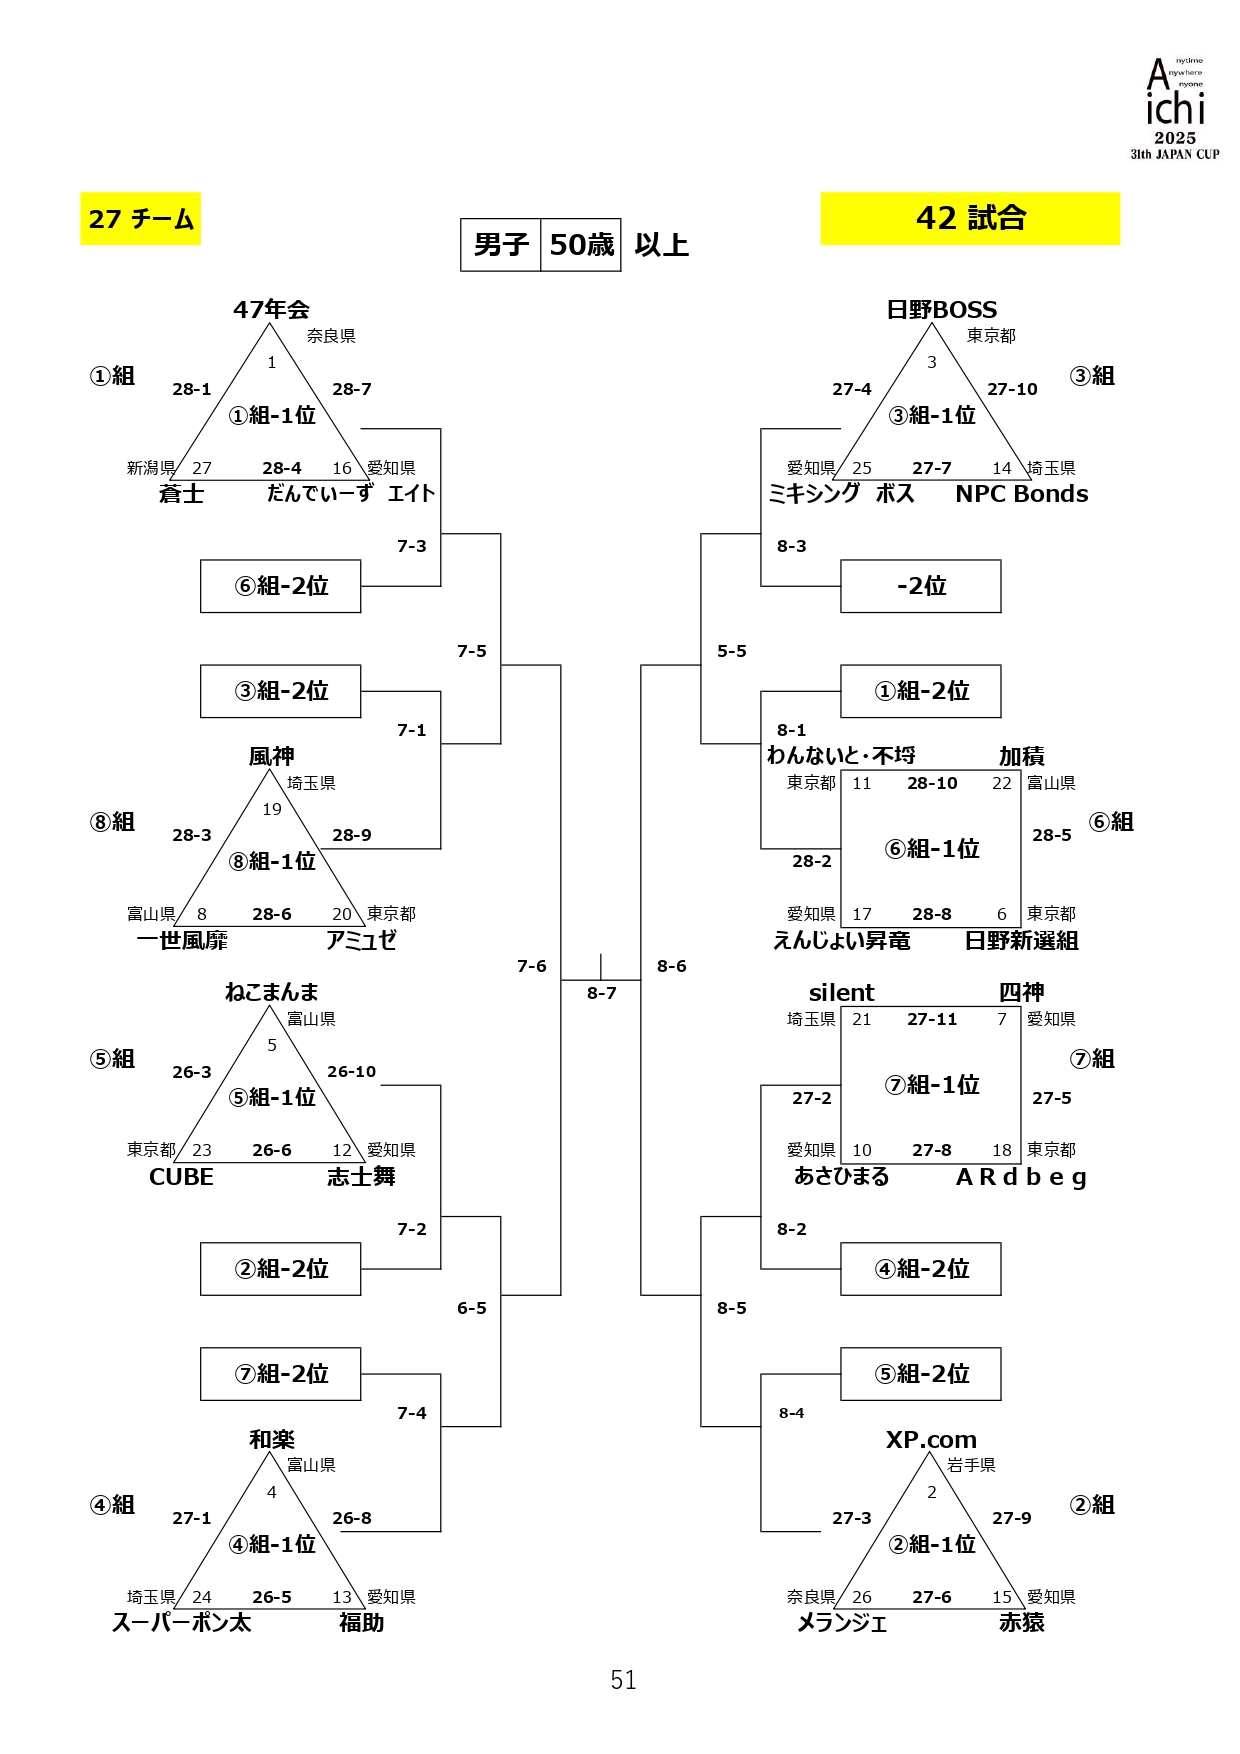 Anytime
Anywhere
Anyone
Aichi
2025
31th JAPAN CUP
27 チーム
42 試合
男子 50歳 以上
47年会
奈良県
1
①組
28-1
28-7
①組-1位
新潟県 27 28-4 16 愛知県
蒼士 だんでぃーず エイト
日野BOSS
東京都
3
③組
27-4
27-10
③組-1位
愛知県 25 27-7 14 埼玉県
ミキシング ボス NPC Bonds
7-3
⑥組-2位
8-3
-2位
7-5
5-5
③組-2位
①組-2位
7-1
8-1
風神
埼玉県
19
⑧組
28-3
28-9
⑧組-1位
富山県 8 28-6 20 東京都
一世風靡 アミュゼ
わんないと・不埒 加積
東京都 11 28-10 22 富山県
⑥組
28-5
⑥組-1位
28-2
愛知県 17 28-8 6 東京都
えんじょい昇竜 日野新選組
7-6
8-6
8-7
ねこまんま
富山県
5
⑤組
26-3
26-10
⑤組-1位
東京都 23 26-6 12 愛知県
CUBE 志士舞
silent 四神
埼玉県 21 27-11 7 愛知県
⑦組
⑦組-1位
27-2
27-5
愛知県 10 27-8 18 東京都
あさひまる ＡＲｄｂｅｇ
7-2
8-2
②組-2位
④組-2位
6-5
8-5
⑦組-2位
⑤組-2位
7-4
8-4
和楽
富山県
4
④組
27-1
26-8
④組-1位
埼玉県 24 26-5 13 愛知県
スーパーポン太 福助
XP.com
岩手県
2
②組
27-3
27-9
②組-1位
奈良県 26 27-6 15 愛知県
メランジェ 赤猿
51